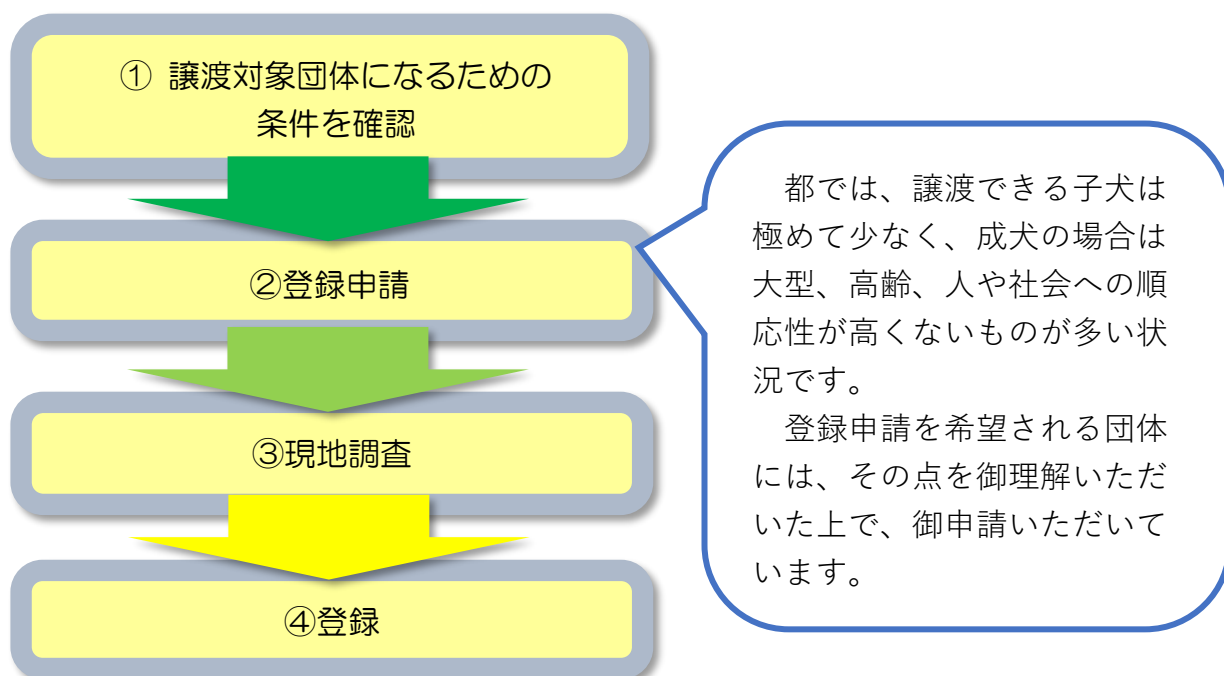 ① 譲渡対象団体になるための
条件を確認
②登録申請
③現地調査
④登録
　都では、譲渡できる子犬は
極めて少なく、成犬の場合は
大型、高齢、人や社会への順
応性が高くないものが多い状
況です。
　登録申請を希望される団体
には、その点を御理解いただ
いた上で、御申請いただいて
います。